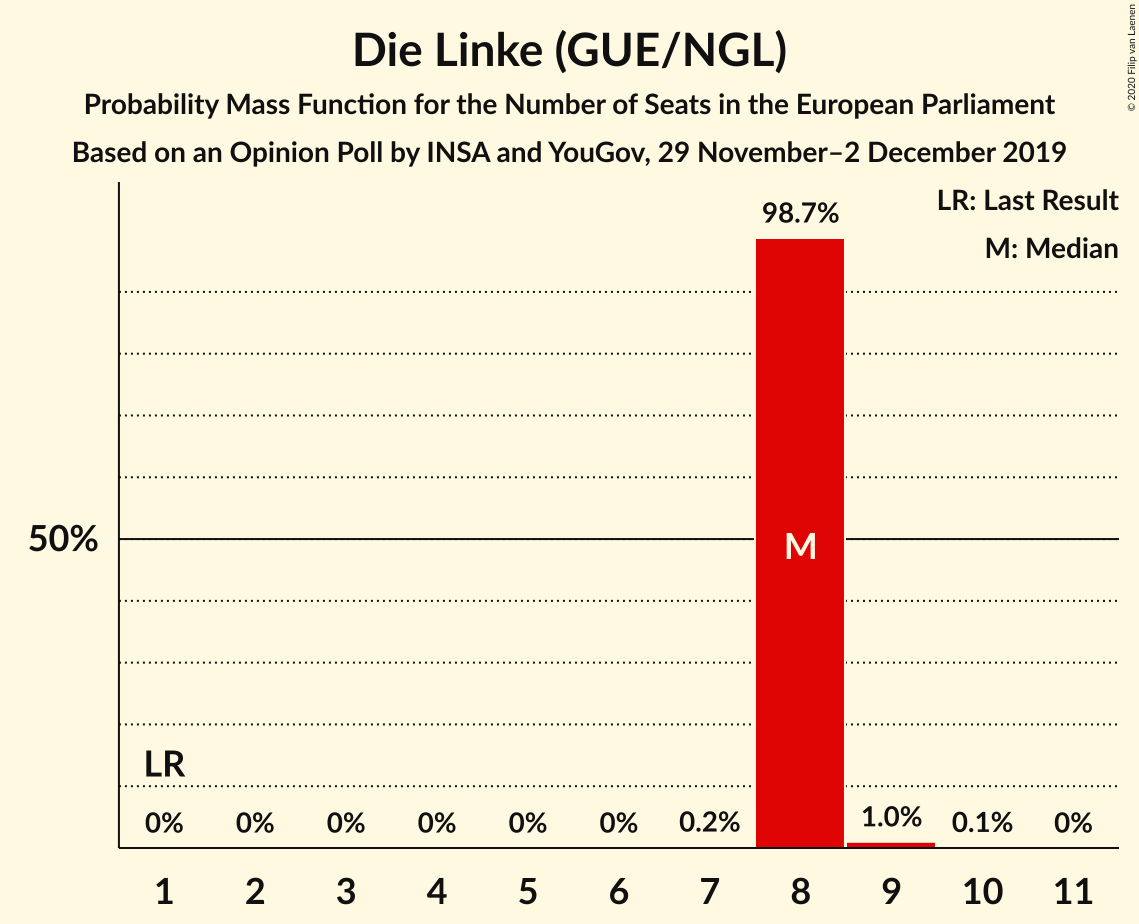 Die Linke (GUE/NGL)
Probability Mass Function for the Number of Seats in the European Parliament
Based on an Opinion Poll by INSA and YouGov, 29 November–2 December 2019
© 2020 Filip van Laenen
LR: Last Result
M: Median
98.7%
50%
M
LR
0% 0% 0% 0% 0% 0% 0.2% 1.0% 0.1% 0%
1 2 3 4 5 6 7 8 9 10 11